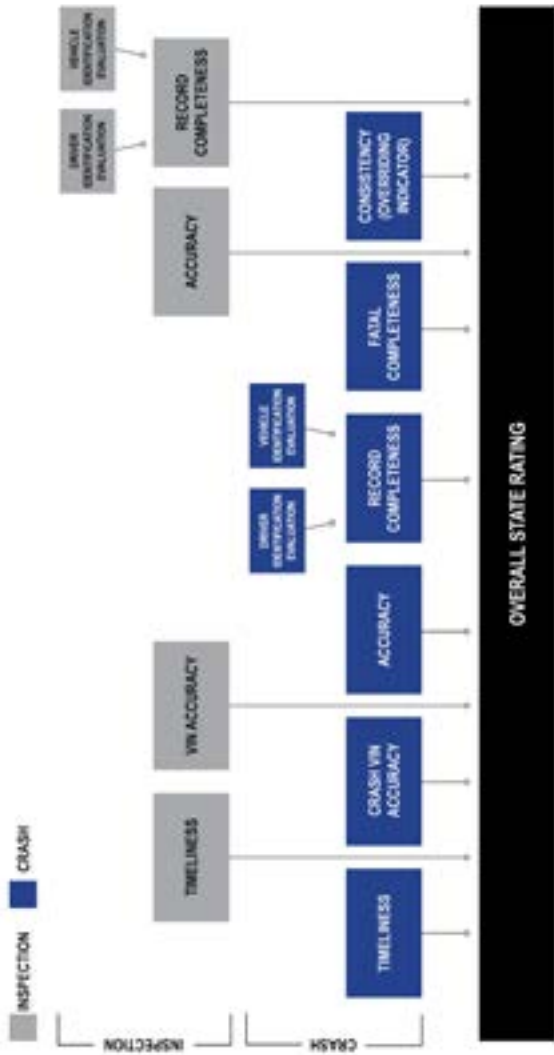 INSPECTION
CRASH
INSPECTION
CRASH
DRIVER
IDENTIFICATION
EVALUATION
VEHICLE
IDENTIFICATION
EVALUATION
TIMELINESS
VIN ACCURACY
ACCURACY
RECORD
COMPLETENESS
DRIVER
IDENTIFICATION
EVALUATION
VEHICLE
IDENTIFICATION
EVALUATION
TIMELINESS
CRASH VIN
ACCURACY
ACCURACY
RECORD
COMPLETENESS
FATAL
COMPLETENESS
CONSISTENCY
(OVERRIDING
INDICATOR)
OVERALL STATE RATING